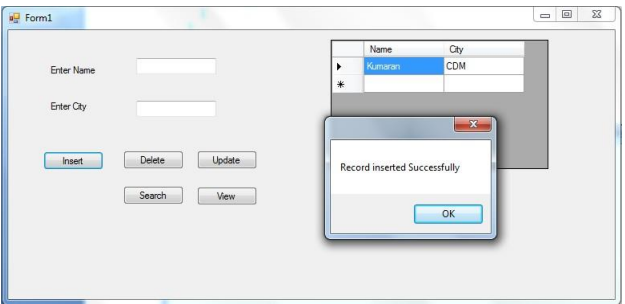 Form1
Name City
Enter Name
Kumaran CDM
Enter City
Record inserted Successfully
Insert Delete Update
Search View
OK